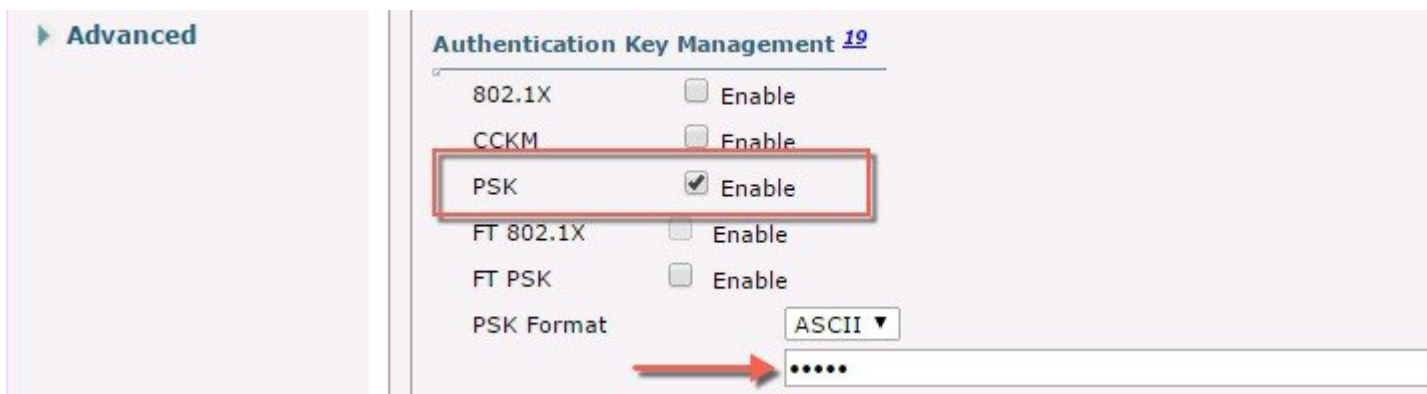 Advanced
Authentication Key Management 19
802.1X Enable
CCKM Enable
PSK Enable
FT 802.1X Enable
FT PSK Enable
PSK Format ASCII
•••••